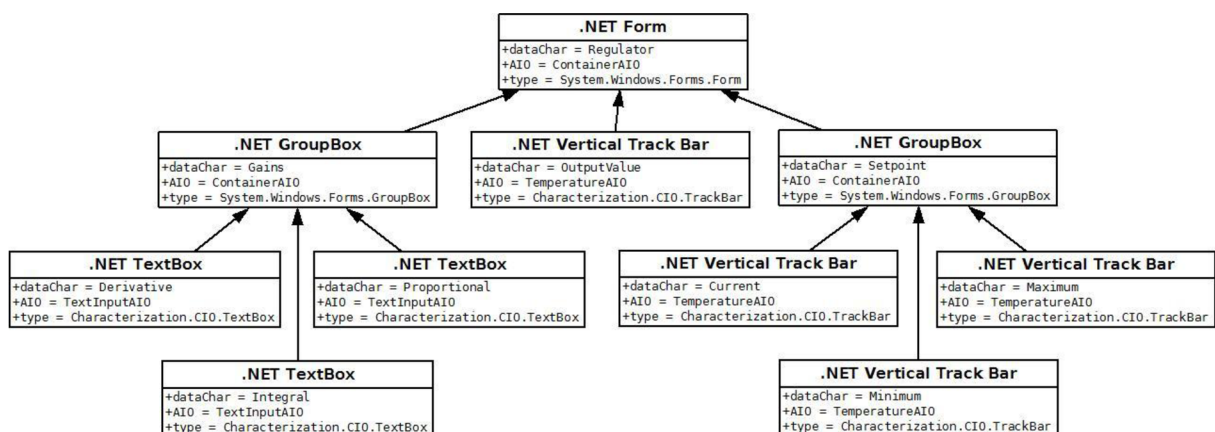 .NET Form
+dataChar = Regulator
+AIO = ContainerAIO
+type = System.Windows.Forms.Form
.NET GroupBox
+dataChar = Gains
+AIO = ContainerAIO
+type = System.Windows.Forms.GroupBox
.NET Vertical Track Bar
+dataChar = OutputValue
+AIO = TemperatureAIO
+type = Characterization.CIO.TrackBar
.NET GroupBox
+dataChar = Setpoint
+AIO = ContainerAIO
+type = System.Windows.Forms.GroupBox
.NET TextBox
+dataChar = Derivative
+AIO = TextInputAIO
+type = Characterization.CIO.TextBox
.NET TextBox
+dataChar = Proportional
+AIO = TextInputAIO
+type = Characterization.CIO.TextBox
.NET Vertical Track Bar
+dataChar = Current
+AIO = TemperatureAIO
+type = Characterization.CIO.TrackBar
.NET Vertical Track Bar
+dataChar = Maximum
+AIO = TemperatureAIO
+type = Characterization.CIO.TrackBar
.NET TextBox
+dataChar = Integral
+AIO = TextInputAIO
+type = Characterization.CIO.TextBox
.NET Vertical Track Bar
+dataChar = Minimum
+AIO = TemperatureAIO
+type = Characterization.CIO.TrackBar